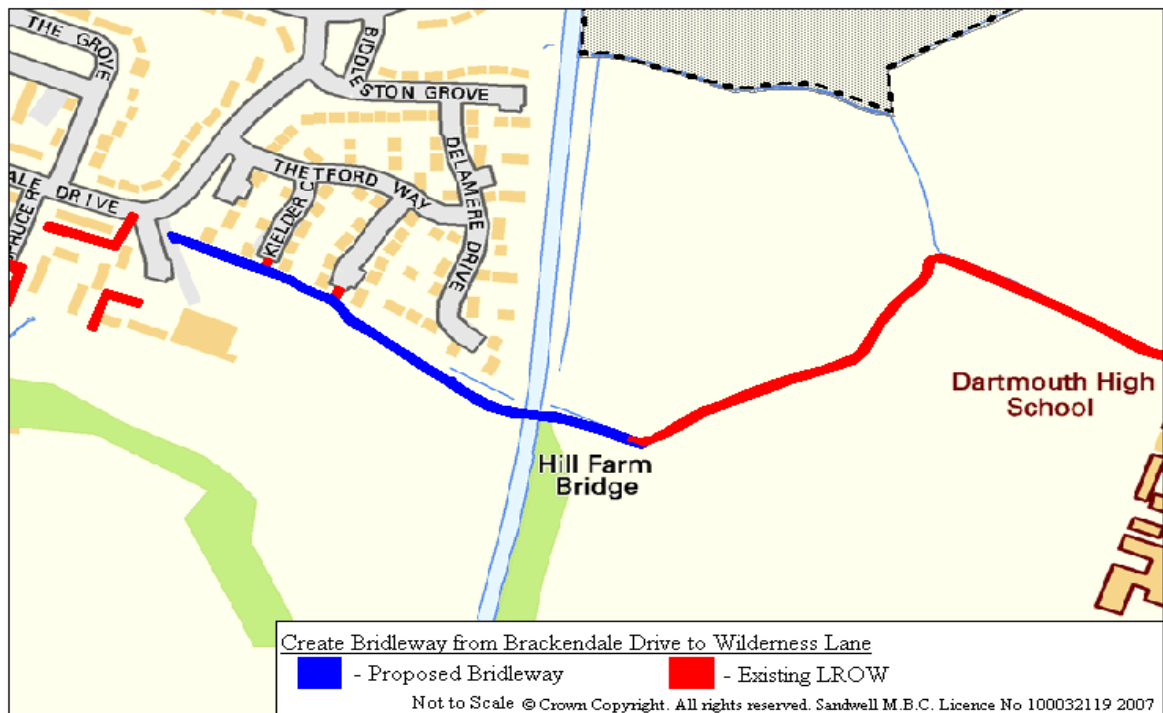 THE GROVE
BIDDLESTON GROVE
DELAMERE DRIVE
THETFORD WAY
KIELDER C
ALE DRIVE
Dartmouth High
School
Hill Farm
Bridge
Create Bridleway from Brackendale Drive to Wilderness Lane
- Proposed Bridleway
- Existing LROW
Not to Scale © Crown Copyright. All rights reserved. Sandwell M.B.C. Licence No 100032119 2007